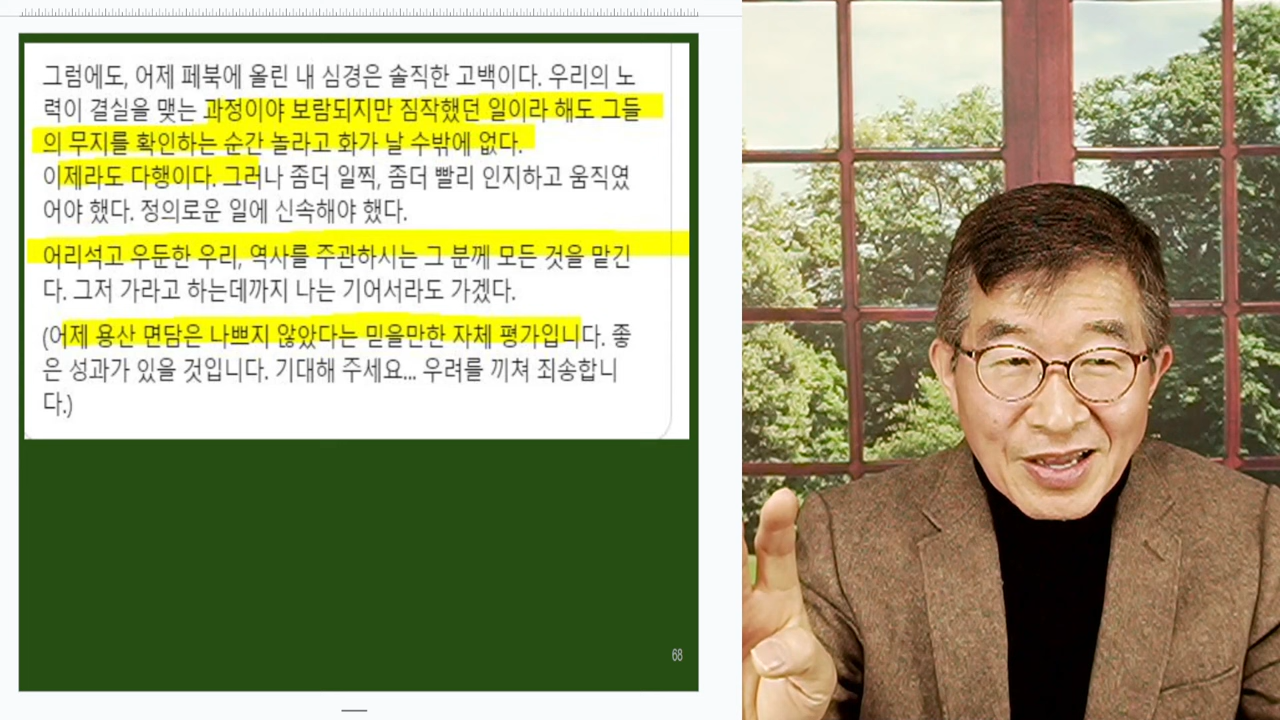 그럼에도, 어제 페북에 올린 내 심경은 솔직한 고백이다. 우리의 노
력이 결실을 맺는 과정이야 보람되지만 짐작했던 일이라 해도 그들
의 무지를 확인하는 순간 놀라고 화가 날 수밖에 없다.
이제라도 다행이다. 그러나 좀더 일찍, 좀더 빨리 인지하고 움직였
어야 했다. 정의로운 일에 신속해야 했다.
어리석고 우둔한 우리, 역사를 주관하시는 그 분께 모든 것을 맡긴
다. 그저 가라고 하는데까지 나는 기어서라도 가겠다.
(어제 용산 면담은 나쁘지 않았다는 믿을만한 자체 평가입니다. 좋
은 성과가 있을 것입니다. 기대해 주세요... 우려를 끼쳐 죄송합니
다.)
68